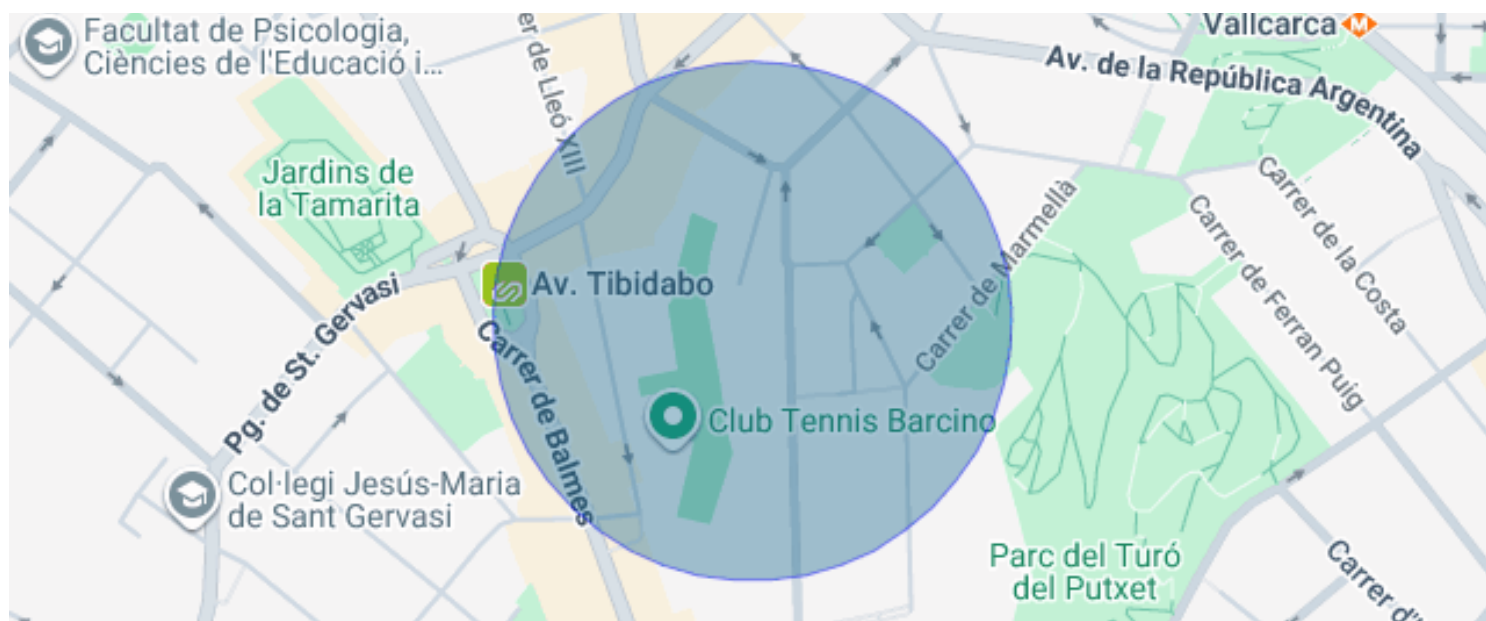 Facultat de Psicologia,
Ciències de l'Educació i...
er de Lleó XIII
Vallcarca
M
Av. de la República Argentina
Jardins de
la Tamarita
Carrer de la Costa
Carrer de Marmellà
Carrer de Ferran Puig
Av. Tibidabo
Pg. de St. Gervasi
Carrer de Balmes
Club Tennis Barcino
Col·legi Jesús-Maria
de Sant Gervasi
Parc del Turó
del Putxet
Carrer d'